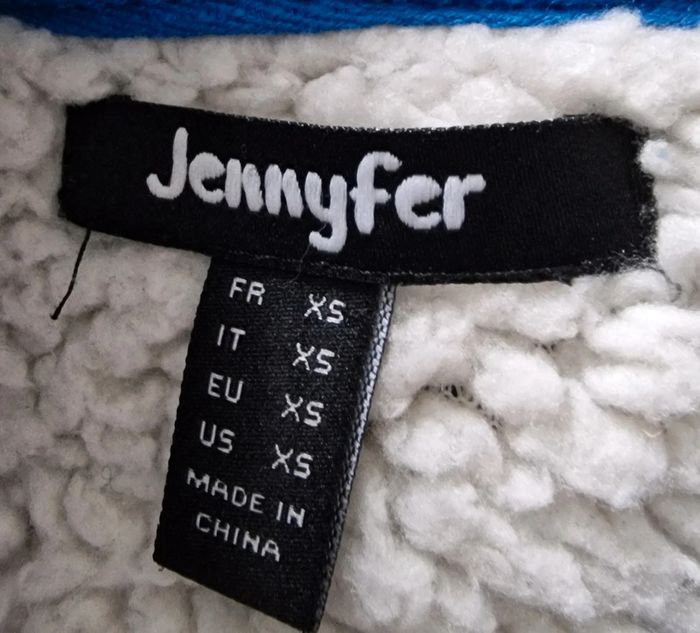 Jennyfer
FR XS
IT XS
EU XS
US XS
MADE IN
CHINA